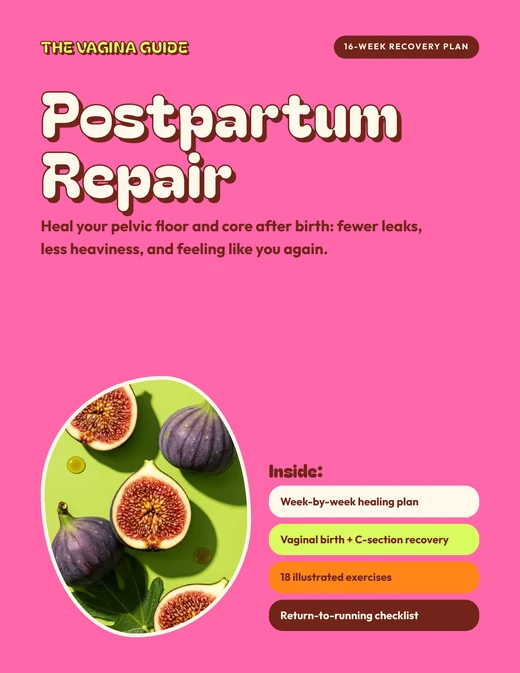 THE VAGINA GUIDE
16-WEEK RECOVERY PLAN
Postpartum
Repair
Heal your pelvic floor and core after birth: fewer leaks,
less heaviness, and feeling like you again.
Inside:
Week-by-week healing plan
Vaginal birth + C-section recovery
18 illustrated exercises
Return-to-running checklist